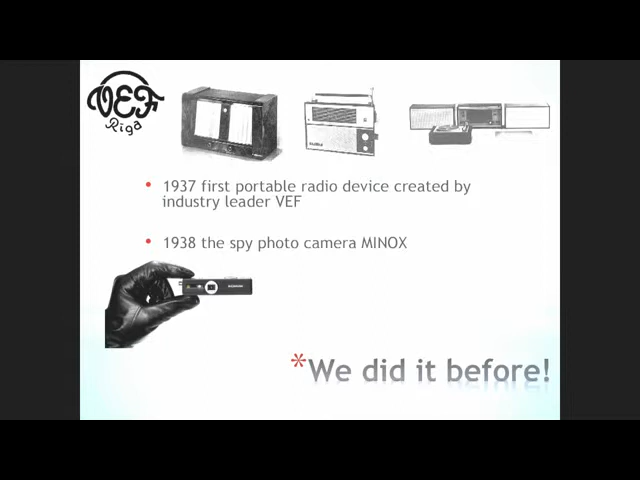 VEF
Riga
• 1937 first portable radio device created by
industry leader VEF
• 1938 the spy photo camera MINOX
*We did it before!